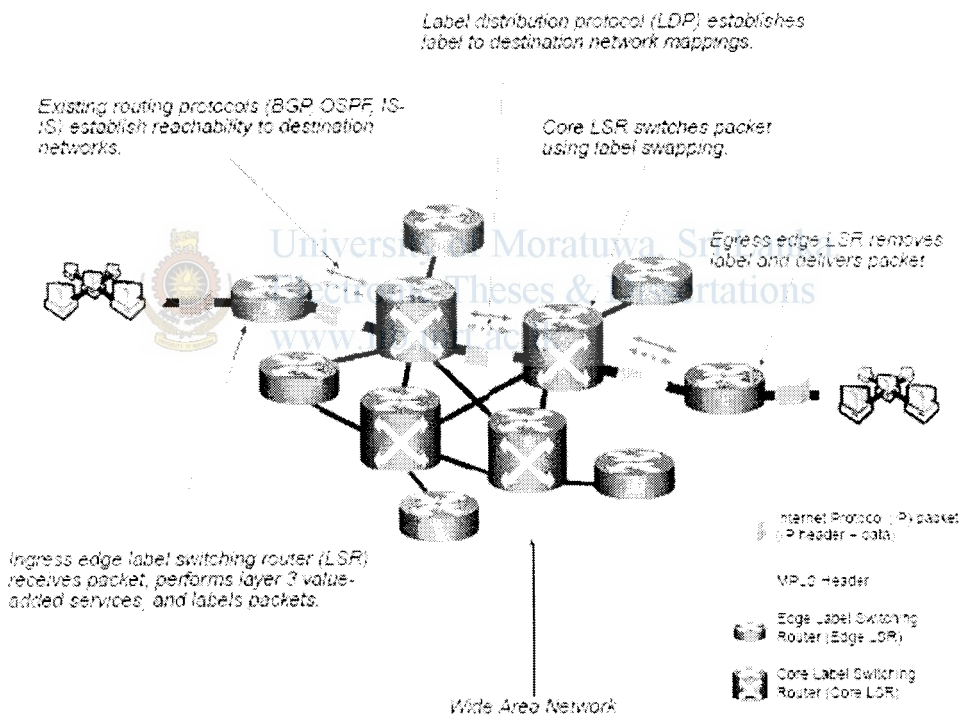 Label distribution protocol (LDP) establishes
label to destination network mappings.
Existing routing protocols (BGP, OSPF, IS-
IS) establish reachability to destination
networks.
Core LSR switches packet
using label swapping.
Egress edge LSR removes
label and delivers packet
University of Moratuwa, Sri Lanka
Electronic Theses & Dissertations
Ingress edge label switching router (LSR)
receives packet, performs layer 3 value-
added services, and labels packets.
Internet Protocol (IP) packet
(IP header + data)
MPLS Header
Edge Label Switching
Router (Edge LSR)
Core Label Switching
Router (Core LSR)
Wide Area Network